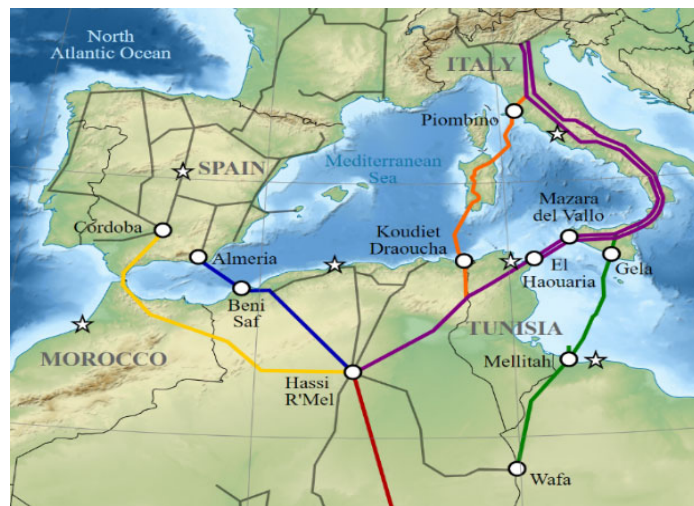 North
Atlantic Ocean
ITALY
Piombino
Mediterranean
Sea
SPAIN
Mazara
del Vallo
Cordoba
Koudiet
Draoucha
Almeria
El
Haouaria
Gela
Beni
Saf
TUNISIA
MOROCCO
Mellitah
Hassi
R'Mel
Wafa